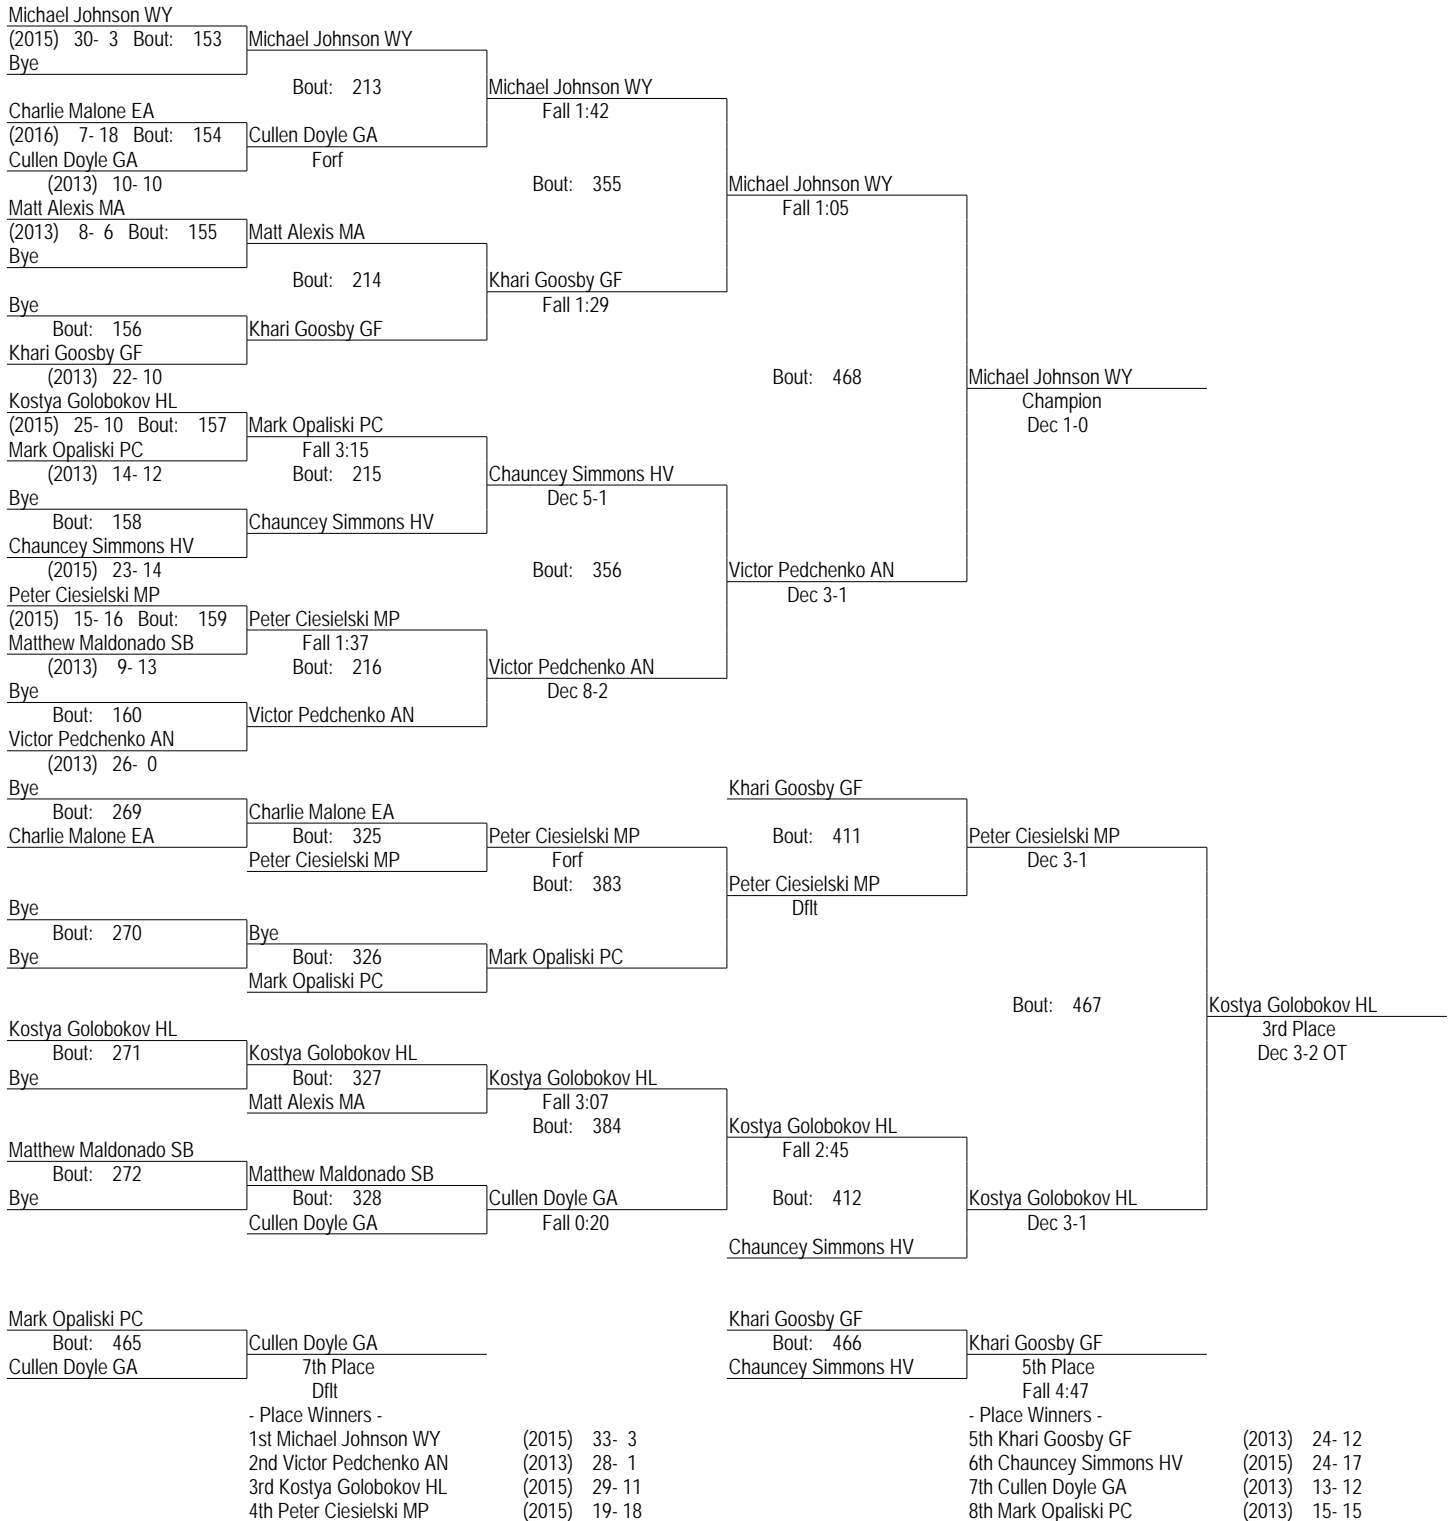 Michael Johnson WY
(2015) 30- 3 Bout: 153 Michael Johnson WY
Bye
Bout: 213 Michael Johnson WY
Charlie Malone EA Fall 1:42
(2016) 7- 18 Bout: 154 Cullen Doyle GA
Cullen Doyle GA Forf
(2013) 10- 10 Bout: 355 Michael Johnson WY
Matt Alexis MA Fall 1:05
(2013) 8- 6 Bout: 155 Matt Alexis MA
Bye
Bout: 214 Khari Goosby GF
Bye Fall 1:29
Bout: 156 Khari Goosby GF
Khari Goosby GF
(2013) 22- 10 Bout: 468 Michael Johnson WY
Kostya Golobokov HL Champion
(2015) 25- 10 Bout: 157 Mark Opaliski PC Dec 1-0
Mark Opaliski PC Fall 3:15
(2013) 14- 12 Bout: 215 Chauncey Simmons HV
Bye Dec 5-1
Bout: 158 Chauncey Simmons HV
Chauncey Simmons HV
(2015) 23- 14 Bout: 356 Victor Pedchenko AN
Peter Ciesielski MP Dec 3-1
(2015) 15- 16 Bout: 159 Peter Ciesielski MP
Matthew Maldonado SB Fall 1:37
(2013) 9- 13 Bout: 216 Victor Pedchenko AN
Bye Dec 8-2
Bout: 160 Victor Pedchenko AN
Victor Pedchenko AN
(2013) 26- 0
Bye Khari Goosby GF
Bout: 269 Charlie Malone EA
Charlie Malone EA Bout: 325 Peter Ciesielski MP Bout: 411 Peter Ciesielski MP
Peter Ciesielski MP Forf Dec 3-1
Bout: 383 Peter Ciesielski MP
Bye Dflt
Bout: 270 Bye
Bye Bout: 326 Mark Opaliski PC
Mark Opaliski PC
Bout: 467 Kostya Golobokov HL
Kostya Golobokov HL 3rd Place
Bout: 271 Kostya Golobokov HL Dec 3-2 OT
Bye Bout: 327 Kostya Golobokov HL
Matt Alexis MA Fall 3:07
Bout: 384 Kostya Golobokov HL
Matthew Maldonado SB Fall 2:45
Bout: 272 Matthew Maldonado SB
Bye Bout: 328 Cullen Doyle GA Bout: 412 Kostya Golobokov HL
Cullen Doyle GA Fall 0:20 Dec 3-1
Chauncey Simmons HV
Mark Opaliski PC Khari Goosby GF
Bout: 465 Cullen Doyle GA Bout: 466 Khari Goosby GF
Cullen Doyle GA 7th Place Chauncey Simmons HV 5th Place
Dflt Fall 4:47
- Place Winners - - Place Winners -
1st Michael Johnson WY (2015) 33- 3 5th Khari Goosby GF (2013) 24- 12
2nd Victor Pedchenko AN (2013) 28- 1 6th Chauncey Simmons HV (2015) 24- 17
3rd Kostya Golobokov HL (2015) 29- 11 7th Cullen Doyle GA (2013) 13- 12
4th Peter Ciesielski MP (2015) 19- 18 8th Mark Opaliski PC (2013) 15- 15